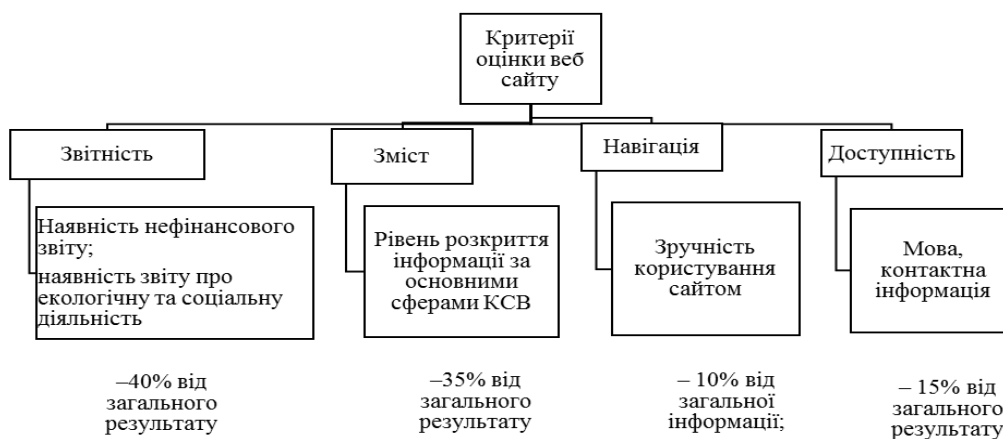 Критерії
оцінки веб
сайту
Звітність
Зміст
Навігація
Доступність
Наявність нефінансового
звіту;
наявність звіту про
екологічну та соціальну
діяльність
Рівень розкриття
інформації за
основними
сферами КСВ
Зручність
користування
сайтом
Мова,
контактна
інформація
–40% від
загального
результату
–35% від
загального
результату
– 10% від
загальної
інформації;
– 15% від
загального
результату